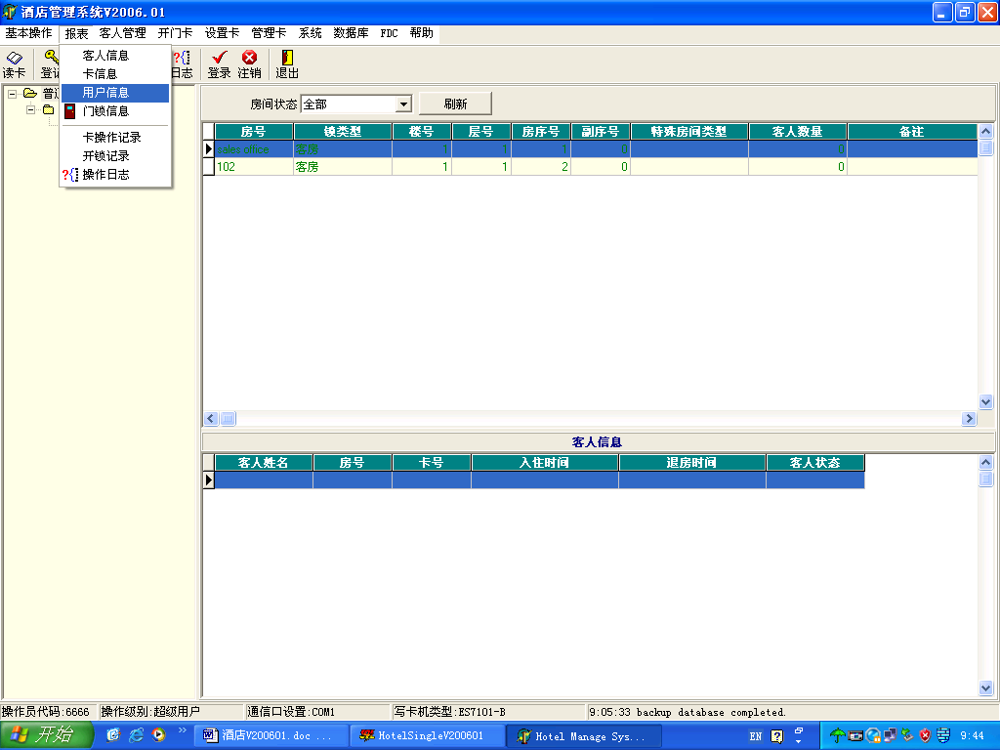 酒店管理系统V2006.01
基本操作 报表 客人管理 开门卡 设置卡 管理卡 系统 数据库 FDC 帮助
读卡 登录 注销 退出
客人信息
卡信息
用户信息
门锁信息
卡操作记录
开锁记录
操作日志
房间状态 全部 刷新
房号 锁类型 楼号 层号 房序号 副序号 特殊房间类型 客人数量 备注
sales office 客房 1 1 1 0 0
102 客房 1 1 2 0 0
客人信息
客人姓名 房号 卡号 入住时间 退房时间 客人状态
操作员代码:6666 操作级别:超级用户 通信口设置:COM1 写卡机类型:ES7101-B 9:05:33 backup database completed.
开始 酒店V200601.doc ... HotelSingleV200601 Hotel Manage Sys... EN 9:44